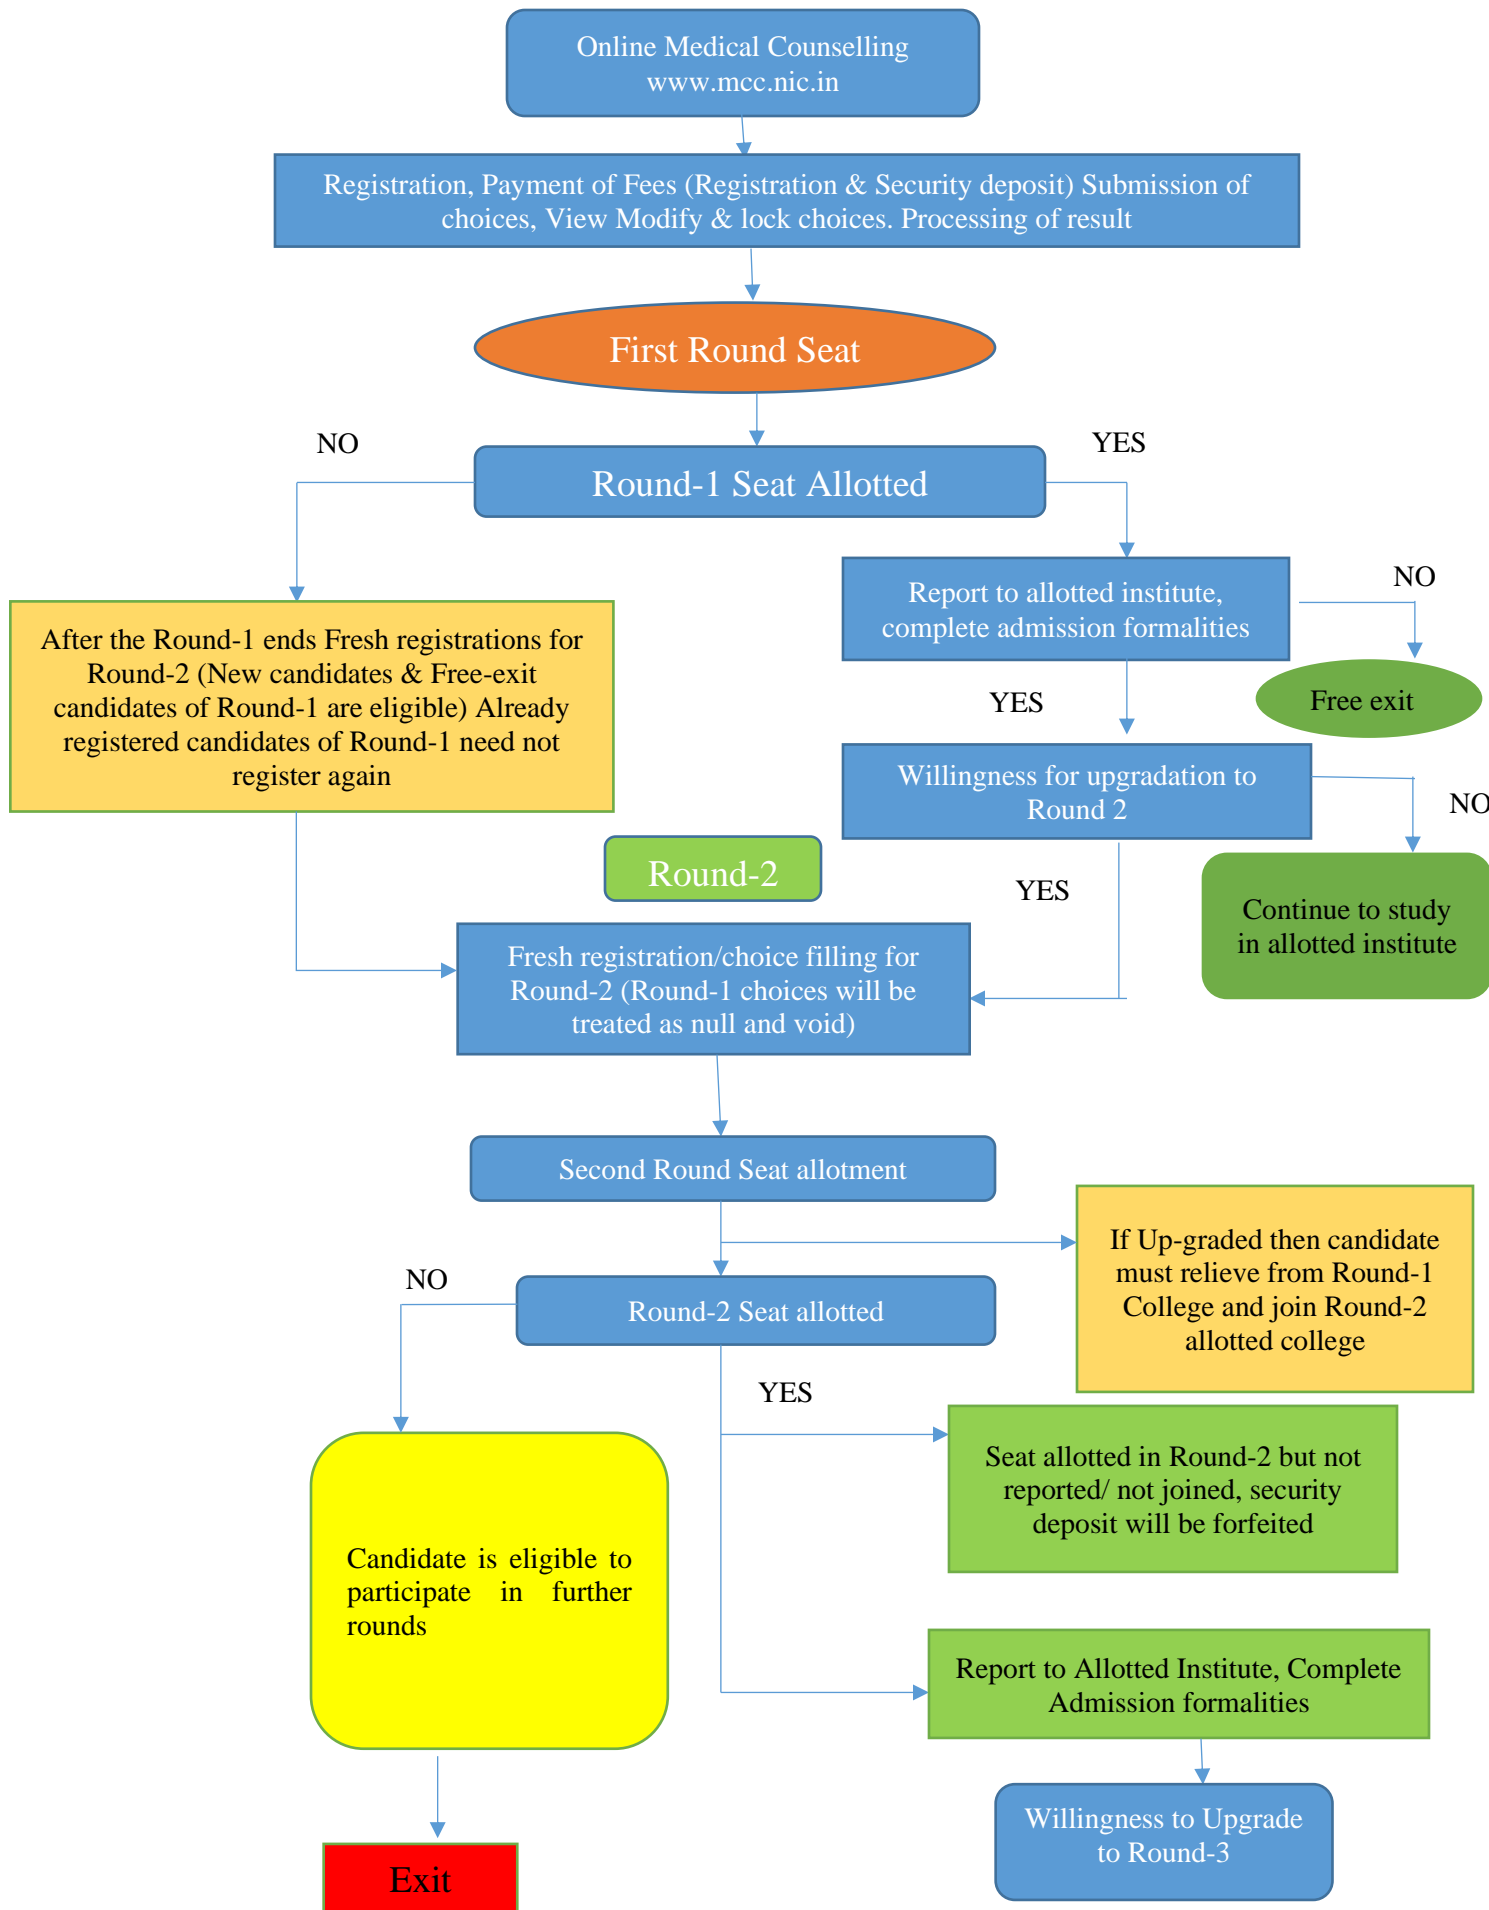 Online Medical Counselling
www.mcc.nic.in
Registration, Payment of Fees (Registration & Security deposit) Submission of
choices, View Modify & lock choices. Processing of result
First Round Seat
NO
YES
Round-1 Seat Allotted
Report to allotted institute,
complete admission formalities
NO
After the Round-1 ends Fresh registrations for
Round-2 (New candidates & Free-exit
candidates of Round-1 are eligible) Already
registered candidates of Round-1 need not
register again
YES
Free exit
Willingness for upgradation to
Round 2
NO
Round-2
YES
Continue to study
in allotted institute
Fresh registration/choice filling for
Round-2 (Round-1 choices will be
treated as null and void)
Second Round Seat allotment
If Up-graded then candidate
must relieve from Round-1
College and join Round-2
allotted college
NO
Round-2 Seat allotted
YES
Seat allotted in Round-2 but not
reported/ not joined, security
deposit will be forfeited
Candidate is eligible to
participate in further
rounds
Report to Allotted Institute, Complete
Admission formalities
Willingness to Upgrade
to Round-3
Exit